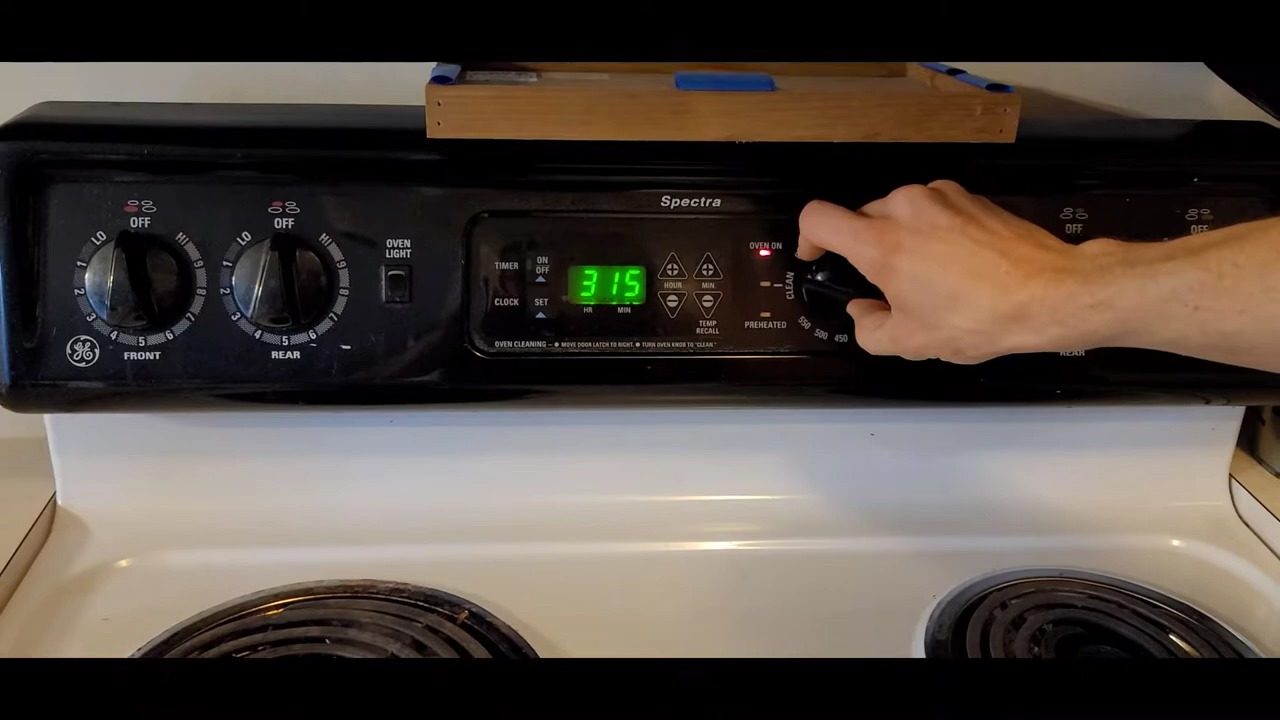 Spectra
OFF
LO
HI
1
2
3
4
5
6
7
8
9
FRONT
GE
OFF
LO
HI
1
2
3
4
5
6
7
8
9
REAR
OVEN
LIGHT
TIMER
ON
OFF
CLOCK
SET
315
HR MIN
HOUR
MIN.
TEMP
RECALL
OVEN ON
PREHEATED
OVEN CLEANING – ● MOVE DOOR LATCH TO RIGHT. ● TURN OVEN KNOB TO "CLEAN."
CLEAN
550
500
450
OFF
REAR
OFF